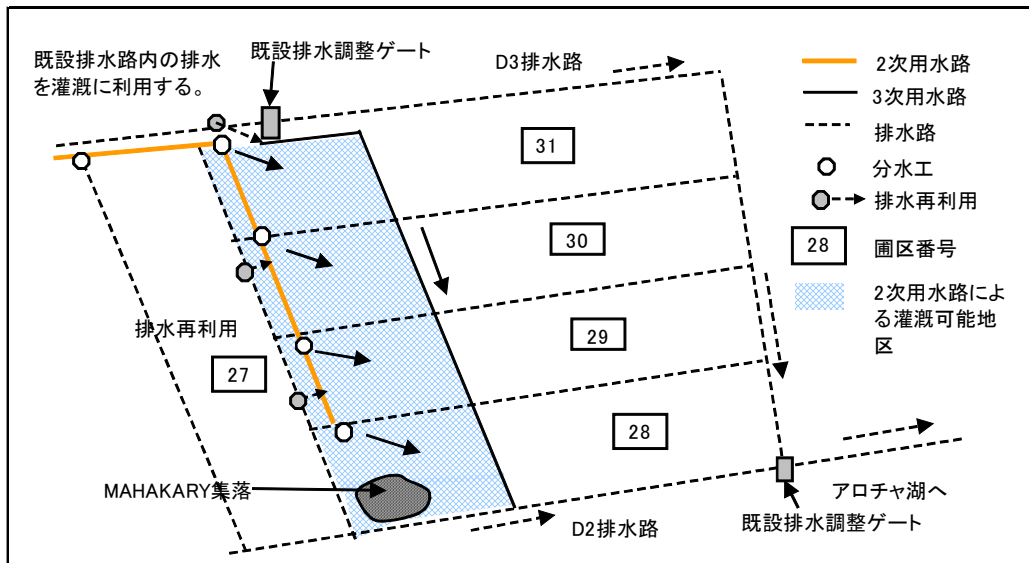 既設排水路内の排水
を灌漑に利用する。
既設排水調整ゲート
D3排水路
2次用水路
3次用水路
排水路
分水工
排水再利用
28
圃区番号
2次用水路によ
る灌漑可能地
区
31
30
29
28
排水再利用
27
MAHAKARY集落
D2排水路
アロチャ湖へ
既設排水調整ゲート